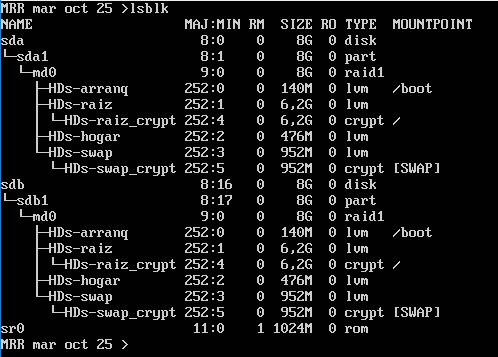 MRR mar oct 25 >lsblk
NAME                    MAJ:MIN RM  SIZE RO TYPE  MOUNTPOINT
sda                       8:0    0    8G  0 disk
└─sda1                    8:1    0    8G  0 part
  └─md0                   9:0    0    8G  0 raid1
    ├─HDs-arranq        252:0    0  140M  0 lvm   /boot
    ├─HDs-raiz          252:1    0  6,2G  0 lvm
    │ └─HDs-raiz_crypt  252:4    0  6,2G  0 crypt /
    ├─HDs-hogar         252:2    0  476M  0 lvm
    └─HDs-swap          252:3    0  952M  0 lvm
      └─HDs-swap_crypt  252:5    0  952M  0 crypt [SWAP]
sdb                       8:16   0    8G  0 disk
└─sdb1                    8:17   0    8G  0 part
  └─md0                   9:0    0    8G  0 raid1
    ├─HDs-arranq        252:0    0  140M  0 lvm   /boot
    ├─HDs-raiz          252:1    0  6,2G  0 lvm
    │ └─HDs-raiz_crypt  252:4    0  6,2G  0 crypt /
    ├─HDs-hogar         252:2    0  476M  0 lvm
    └─HDs-swap          252:3    0  952M  0 lvm
      └─HDs-swap_crypt  252:5    0  952M  0 crypt [SWAP]
sr0                      11:0    1 1024M  0 rom
MRR mar oct 25 >